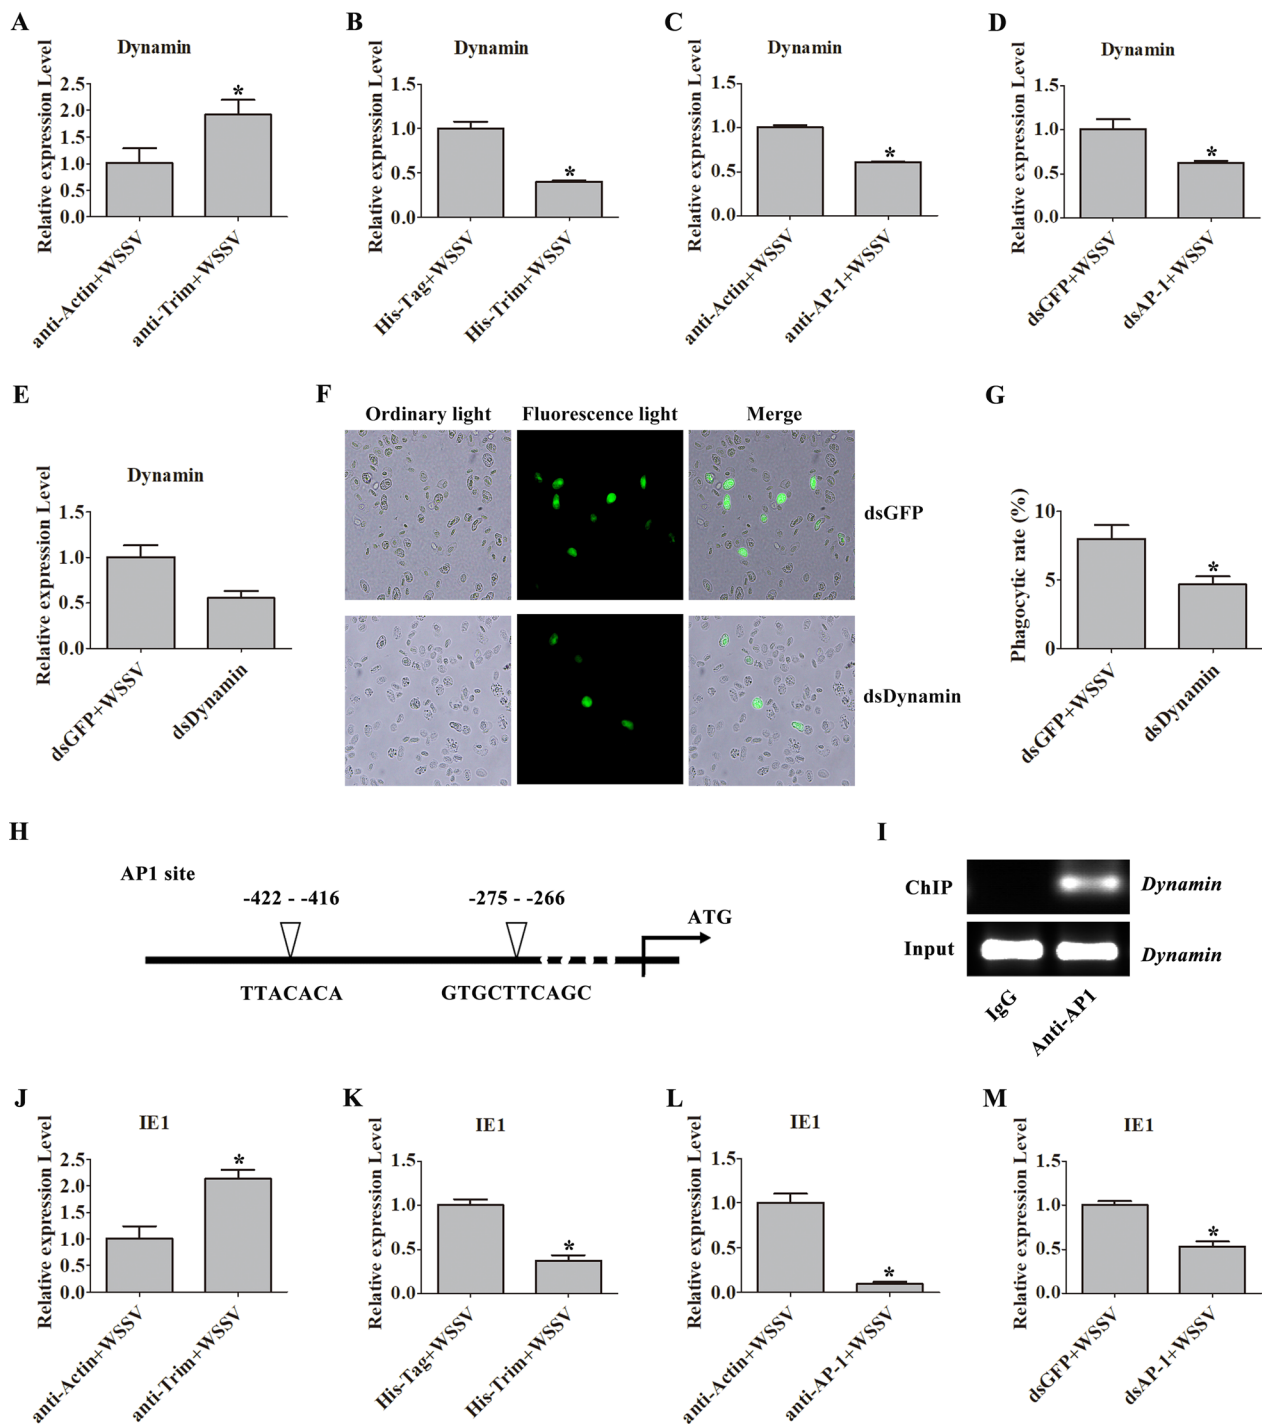 A
Dynamin
Relative expression Level
2.5
2.0
1.5
1.0
0.5
0.0
*
anti-Actin+WSSV
anti-Trim+WSSV
B
Dynamin
Relative expression Level
1.5
1.0
0.5
0.0
*
His-Tag+WSSV
His-Trim+WSSV
C
Dynamin
Relative expression Level
1.5
1.0
0.5
0.0
*
anti-Actin+WSSV
anti-AP-1+WSSV
D
Dynamin
Relative expression Level
1.5
1.0
0.5
0.0
*
dsGFP+WSSV
dsAP-1+WSSV
E
Dynamin
Relative expression Level
1.5
1.0
0.5
0.0
dsGFP+WSSV
dsDynamin
F
Ordinary light
Fluorescence light
Merge
dsGFP
dsDynamin
G
Phagocytic rate (%)
10
5
0
*
dsGFP+WSSV
dsDynamin
H
AP1 site
-422 - -416
-275 - -266
ATG
TTACACA
GTGCTTCAGC
I
ChIP
Dynamin
Input
Dynamin
IgG
Anti-AP1
J
IE1
Relative expression Level
2.5
2.0
1.5
1.0
0.5
0.0
*
anti-Actin+WSSV
anti-Trim+WSSV
K
IE1
Relative expression Level
1.5
1.0
0.5
0.0
*
His-Tag+WSSV
His-Trim+WSSV
L
IE1
Relative expression Level
1.5
1.0
0.5
0.0
*
anti-Actin+WSSV
anti-AP-1+WSSV
M
IE1
Relative expression Level
1.5
1.0
0.5
0.0
*
dsGFP+WSSV
dsAP-1+WSSV